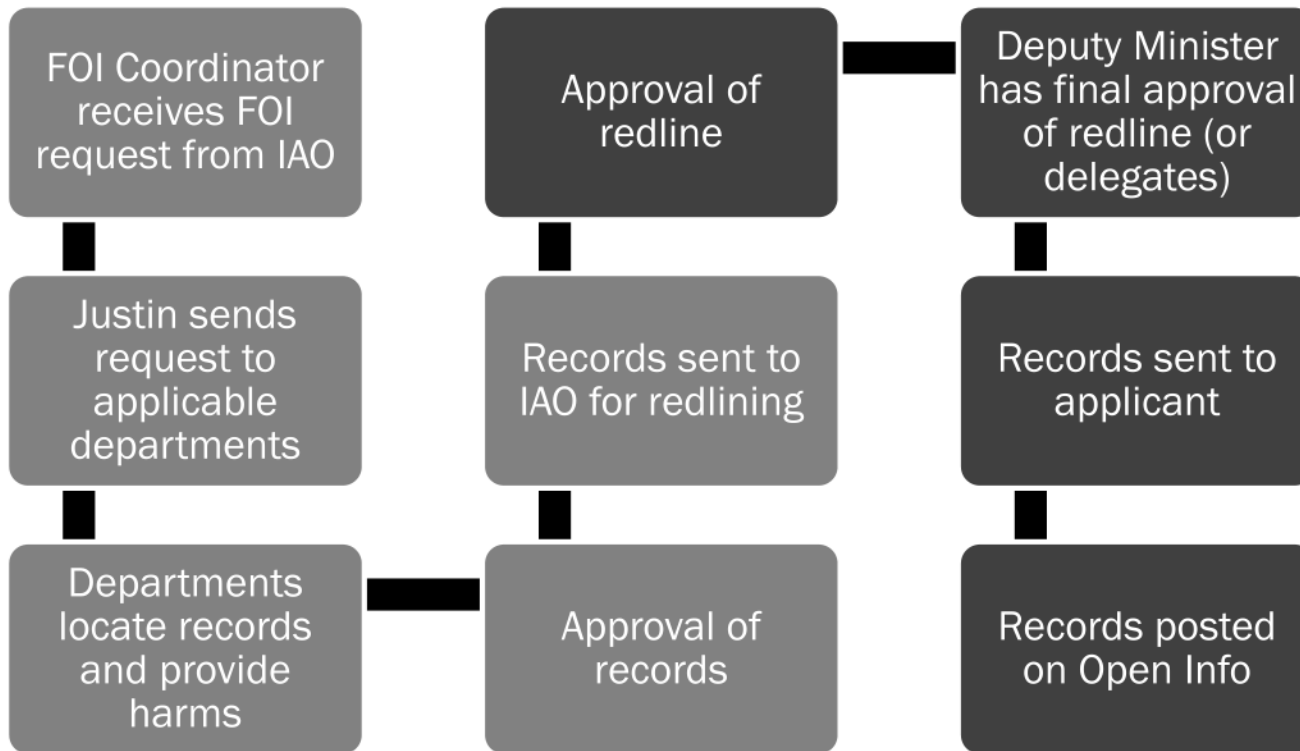 FOI Coordinator
receives FOI
request from IAO
Justin sends
request to
applicable
departments
Departments
locate records
and provide
harms
Approval of
records
Records sent to
IAO for redlining
Approval of
redline
Deputy Minister
has final approval
of redline (or
delegates)
Records sent to
applicant
Records posted
on Open Info